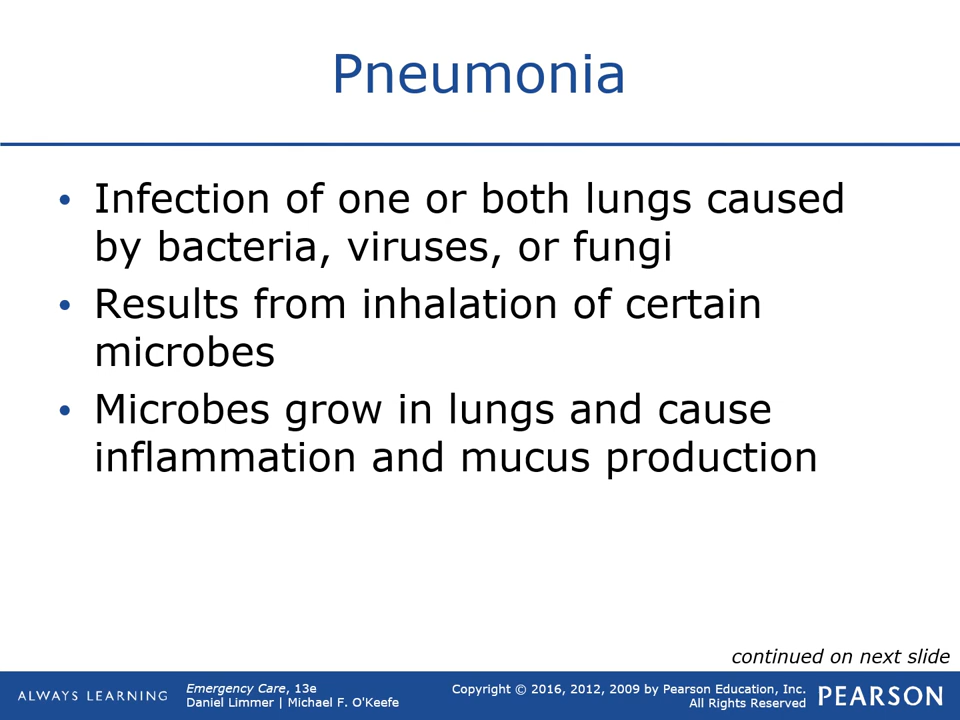 Pneumonia
• Infection of one or both lungs caused
by bacteria, viruses, or fungi
• Results from inhalation of certain
microbes
• Microbes grow in lungs and cause
inflammation and mucus production
continued on next slide
ALWAYS LEARNING
Emergency Care, 13e
Daniel Limmer | Michael F. O'Keefe
Copyright © 2016, 2012, 2009 by Pearson Education, Inc.
All Rights Reserved
PEARSON